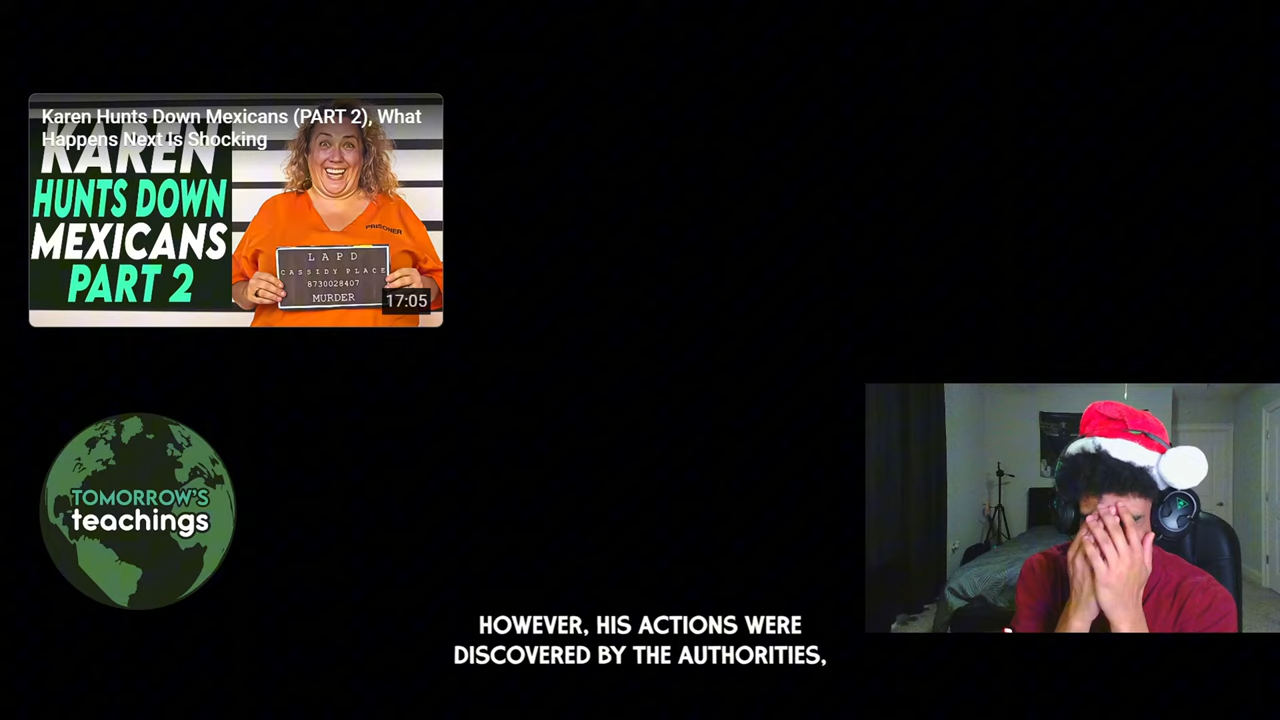 Karen Hunts Down Mexicans (PART 2), What
Happens Next Is Shocking
KAREN
HUNTS DOWN
MEXICANS
PART 2
PRISONER
LAPD
CASSIDY PLACE
8730028407
MURDER
17:05
TOMORROW'S
teachings
HOWEVER, HIS ACTIONS WERE
DISCOVERED BY THE AUTHORITIES,